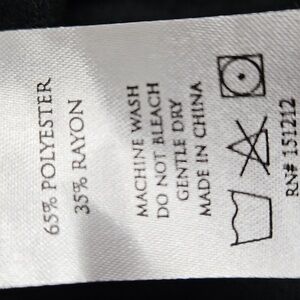 65% POLYESTER
35% RAYON
MACHINE WASH
DO NOT BLEACH
GENTLE DRY
MADE IN CHINA
RN# 151212